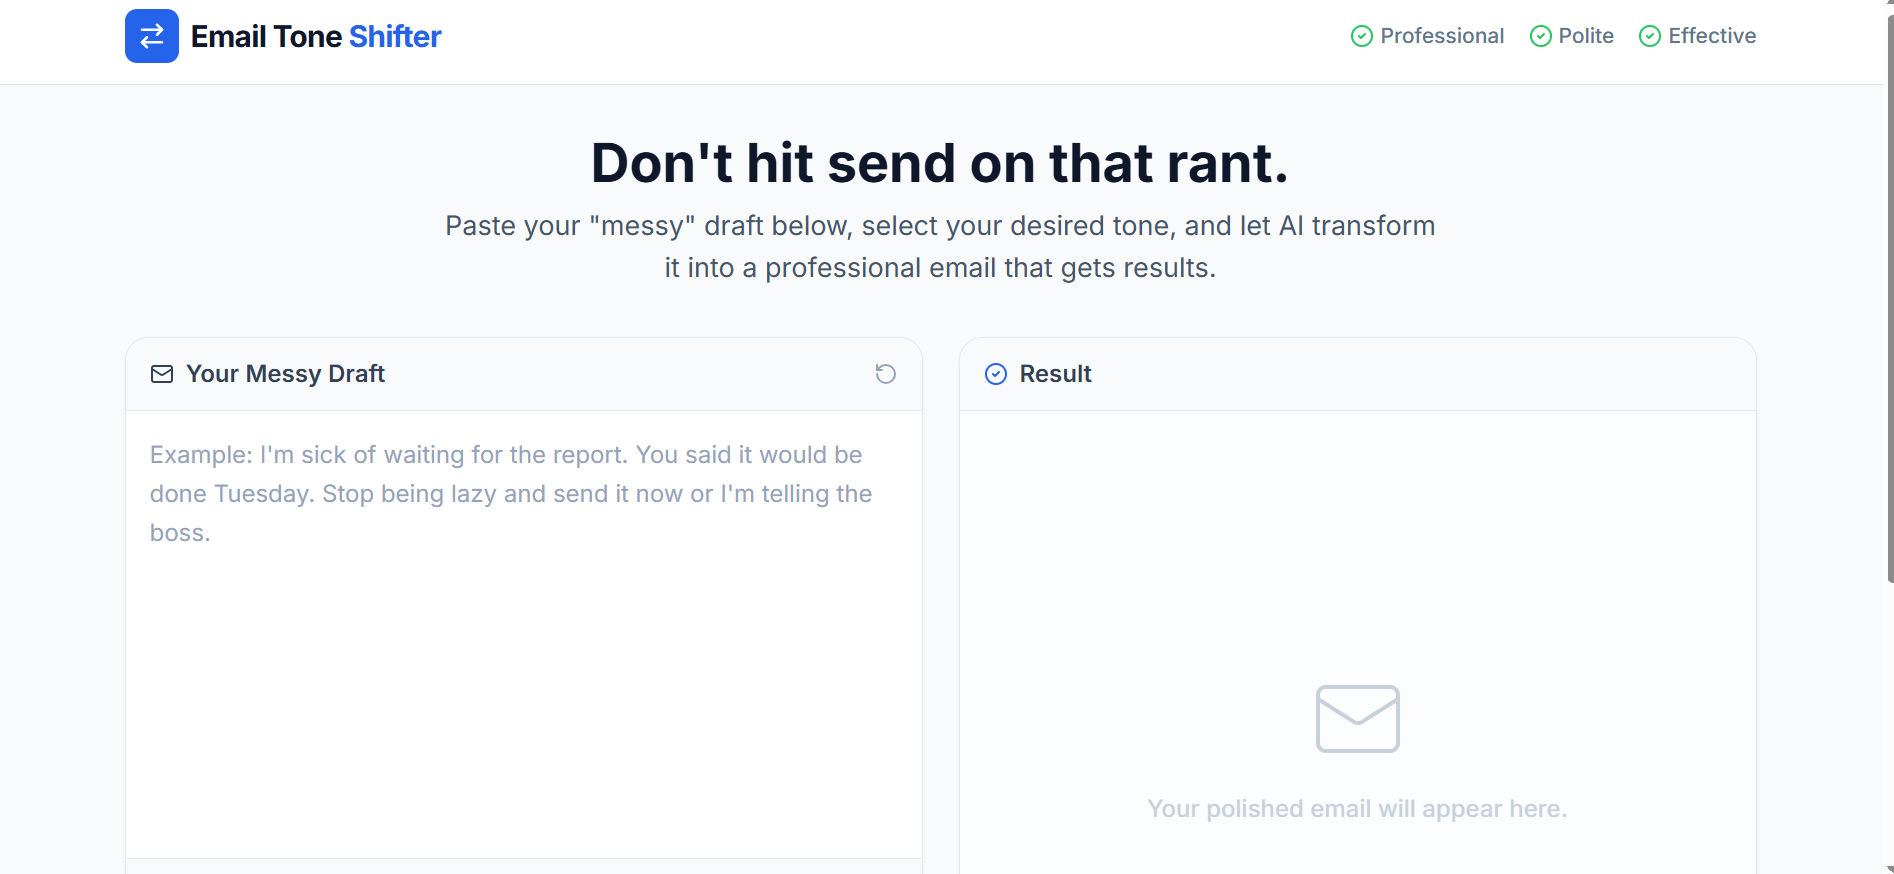 Email Tone Shifter
Professional
Polite
Effective
Don't hit send on that rant.
Paste your "messy" draft below, select your desired tone, and let AI transform
it into a professional email that gets results.
Your Messy Draft
Example: I'm sick of waiting for the report. You said it would be
done Tuesday. Stop being lazy and send it now or I'm telling the
boss.
Result
Your polished email will appear here.